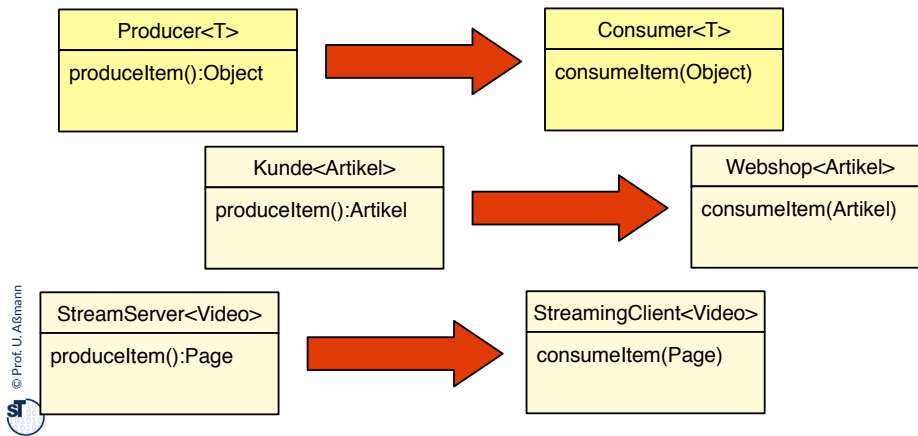 Producer<T>
produceItem():Object
Consumer<T>
consumeItem(Object)
Kunde<Artikel>
produceItem():Artikel
Webshop<Artikel>
consumeItem(Artikel)
StreamServer<Video>
produceItem():Page
StreamingClient<Video>
consumeItem(Page)
© Prof. U. Aßmann
ST